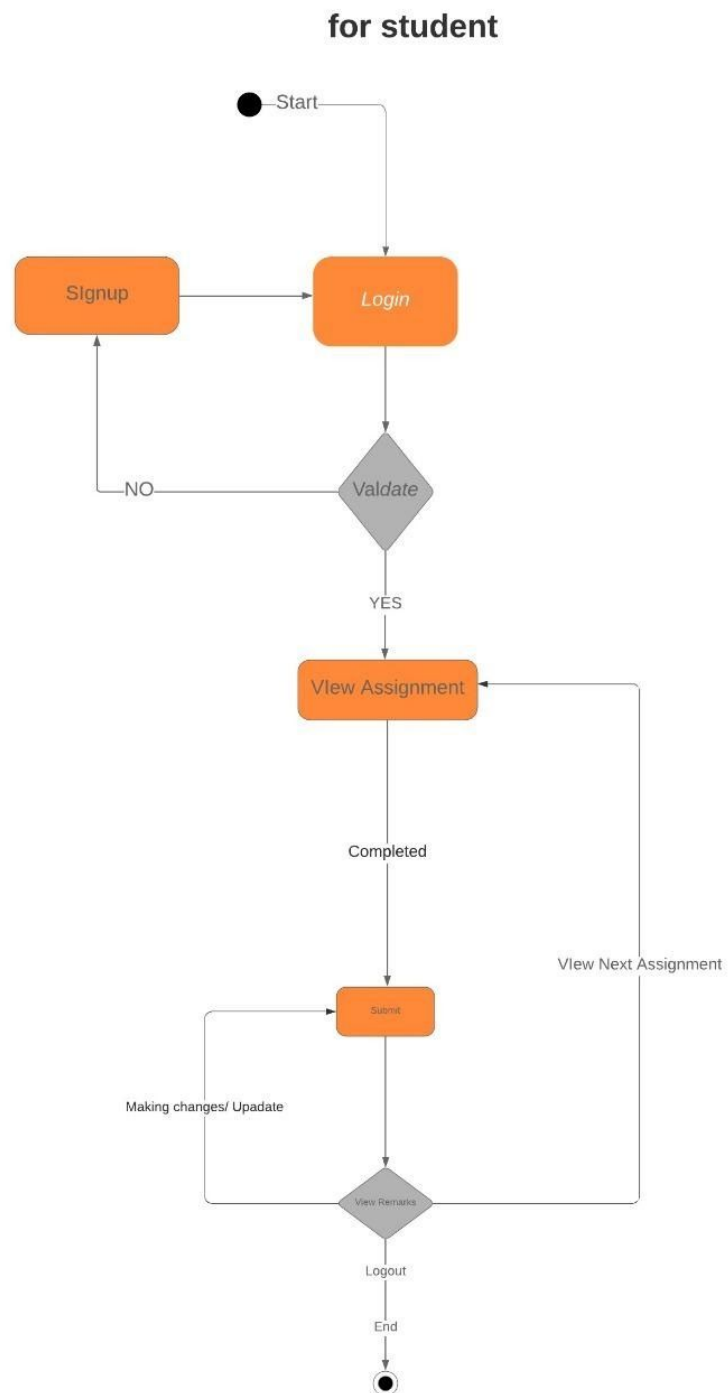 for student
Start
SIgnup
Login
Valdate
NO
YES
VIew Assignment
Completed
VIew Next Assignment
Submit
Making changes/ Upadate
View Remarks
Logout
End